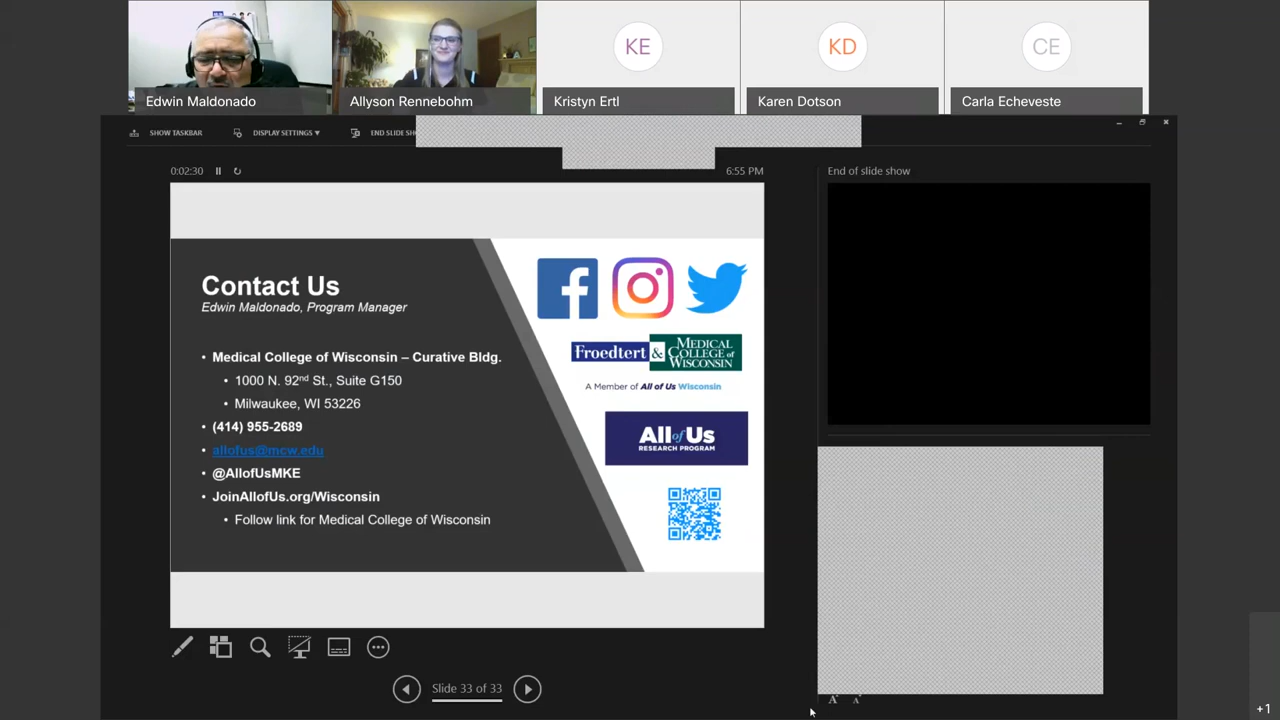 KE
KD
CE
Edwin Maldonado
Allyson Rennebohm
Kristyn Ertl
Karen Dotson
Carla Echeveste
SHOW TASKBAR
DISPLAY SETTINGS ▾
END SLIDE
0:02:30
6:55 PM
End of slide show
Contact Us
Edwin Maldonado, Program Manager
• Medical College of Wisconsin – Curative Bldg.
• 1000 N. 92nd St., Suite G150
• Milwaukee, WI 53226
• (414) 955-2689
• allofus@mcw.edu
• @AllofUsMKE
• JoinAllofUs.org/Wisconsin
• Follow link for Medical College of Wisconsin
Froedtert & MEDICAL
COLLEGE of
WISCONSIN
A Member of All of Us Wisconsin
All of Us
RESEARCH PROGRAM
Slide 33 of 33
A A
+1